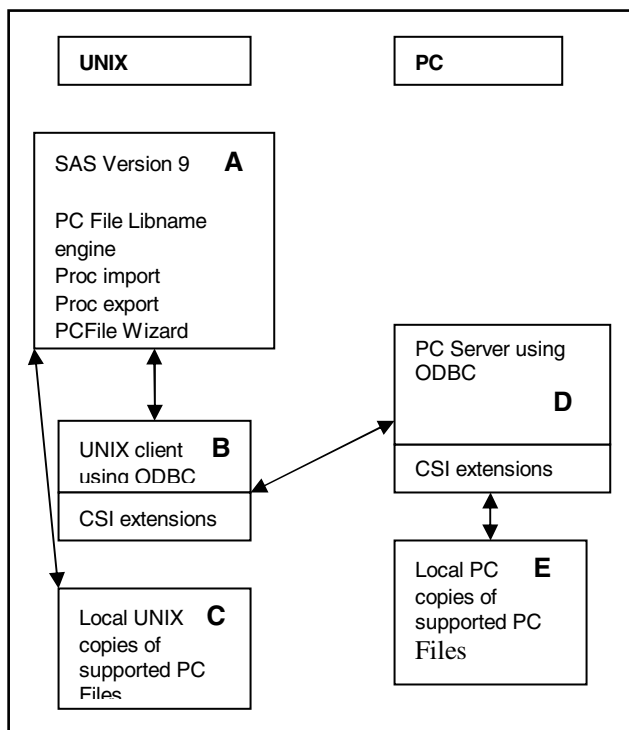 UNIX
PC
SAS Version 9 A
PC File Libname
engine
Proc import
Proc export
PCFile Wizard
UNIX client B
using ODBC
CSI extensions
Local UNIX C
copies of
supported PC
Files
PC Server using
ODBC
D
CSI extensions
Local PC E
copies of
supported PC
Files